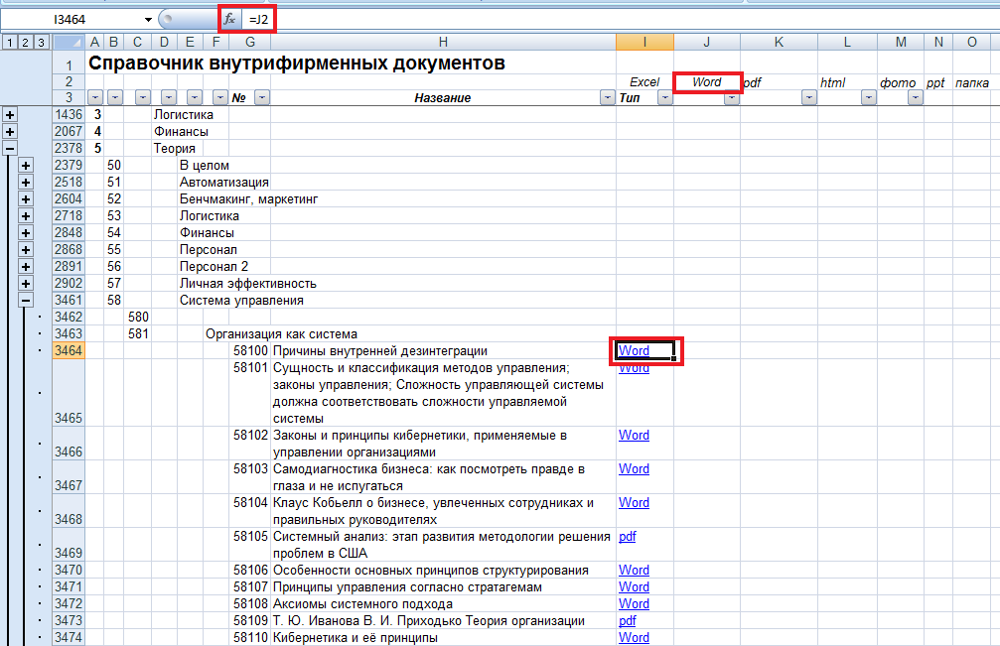 I3464 fx =J2
1 2 3 A B C D E F G H I J K L M N O
1 Справочник внутрифирменных документов
2 Excel Word pdf html фото ppt папка
3 № Название Тип
1436 3 Логистика
2067 4 Финансы
2378 5 Теория
2379 50 В целом
2518 51 Автоматизация
2604 52 Бенчмакинг, маркетинг
2718 53 Логистика
2848 54 Финансы
2868 55 Персонал
2891 56 Персонал 2
2902 57 Личная эффективность
3461 58 Система управления
3462 580
3463 581 Организация как система
3464 58100 Причины внутренней дезинтеграции Word
58101 Сущность и классификация методов управления; Word
законы управления; Сложность управляющей системы
должна соответствовать сложности управляемой
3465 системы
58102 Законы и принципы кибернетики, применяемые в Word
3466 управлении организациями
58103 Самодиагностика бизнеса: как посмотреть правде в Word
3467 глаза и не испугаться
58104 Клаус Кобьелл о бизнесе, увлеченных сотрудниках и Word
3468 правильных руководителях
58105 Системный анализ: этап развития методологии решения pdf
3469 проблем в США
3470 58106 Особенности основных принципов структурирования Word
3471 58107 Принципы управления согласно стратагемам Word
3472 58108 Аксиомы системного подхода Word
3473 58109 Т. Ю. Иванова В. И. Приходько Теория организации pdf
3474 58110 Кибернетика и её принципы Word